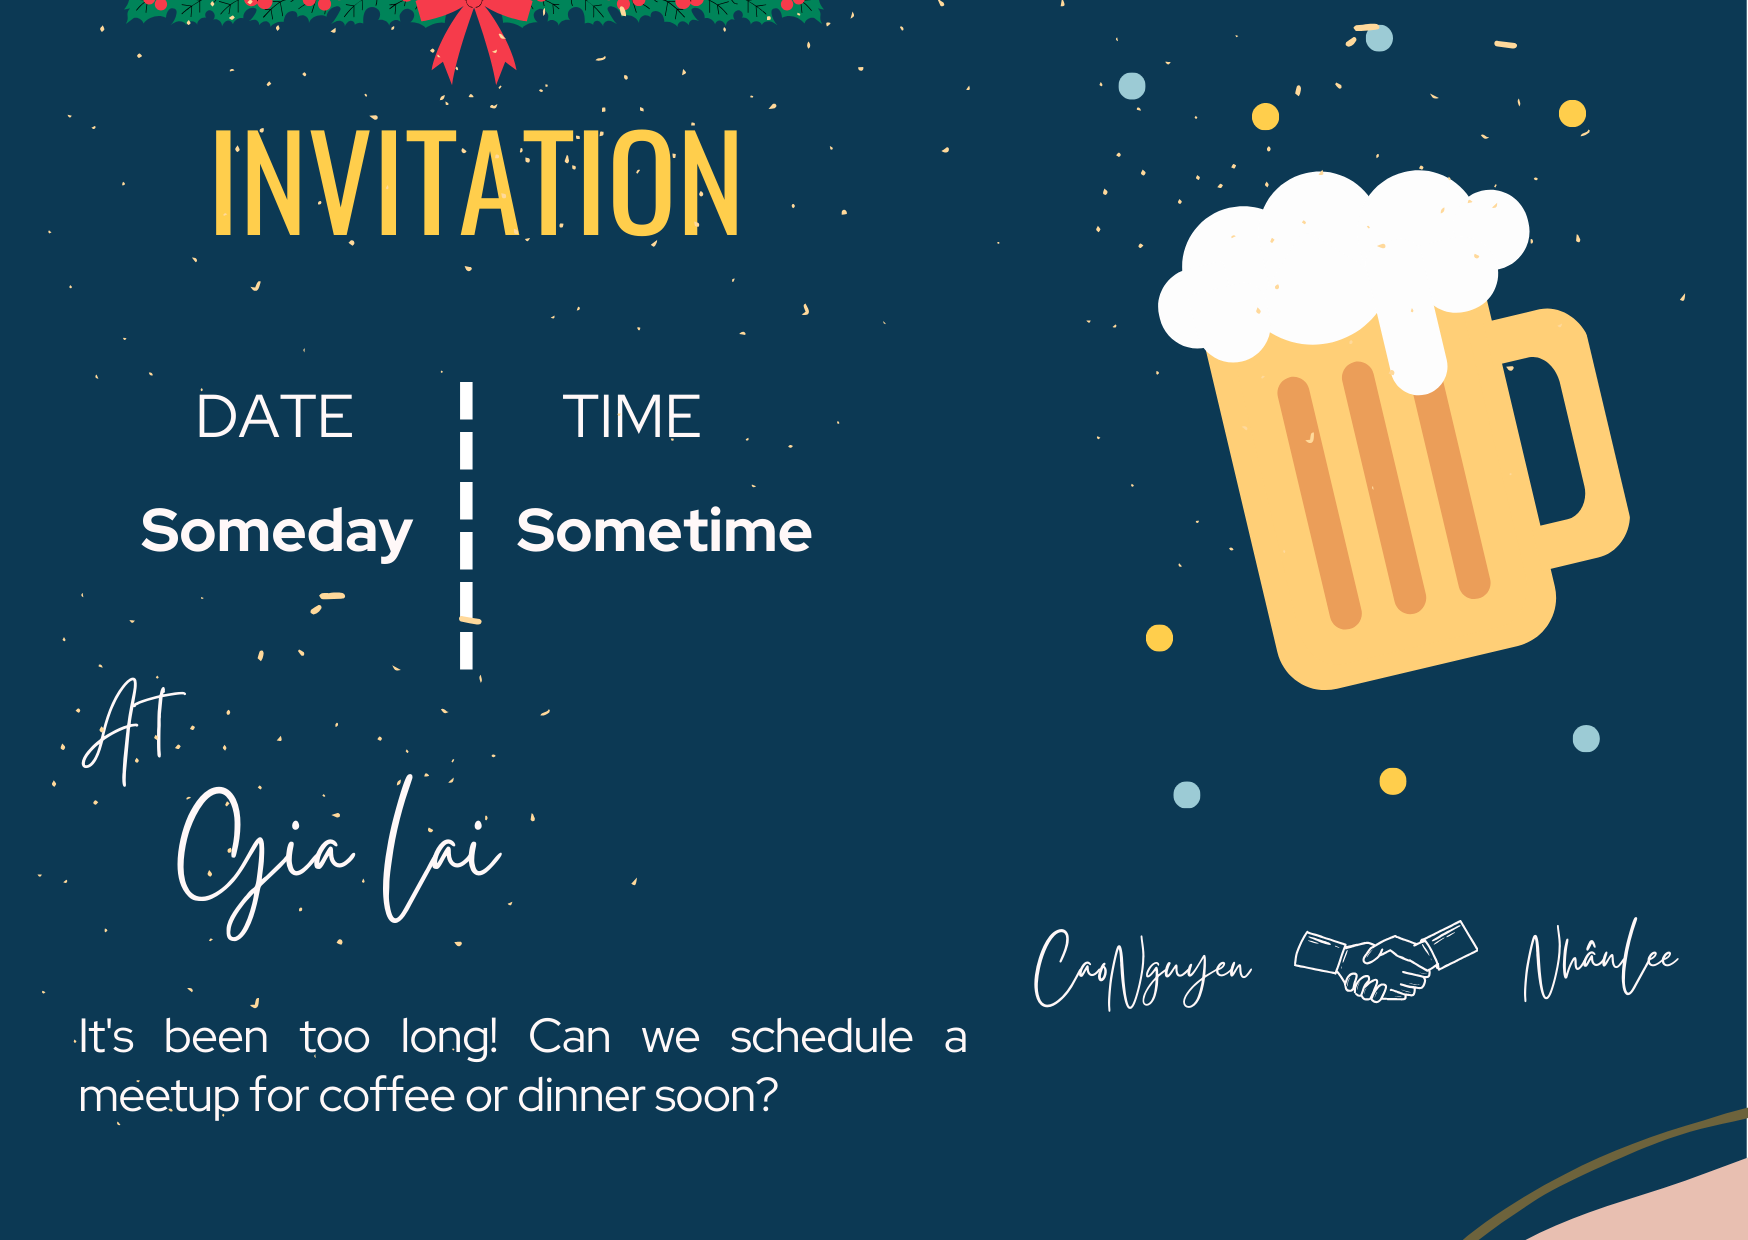 INVITATION
DATE
TIME
Someday
Sometime
At
Gia Lai
It's been too long! Can we schedule a
meetup for coffee or dinner soon?
CaoNguyen
NhânLee